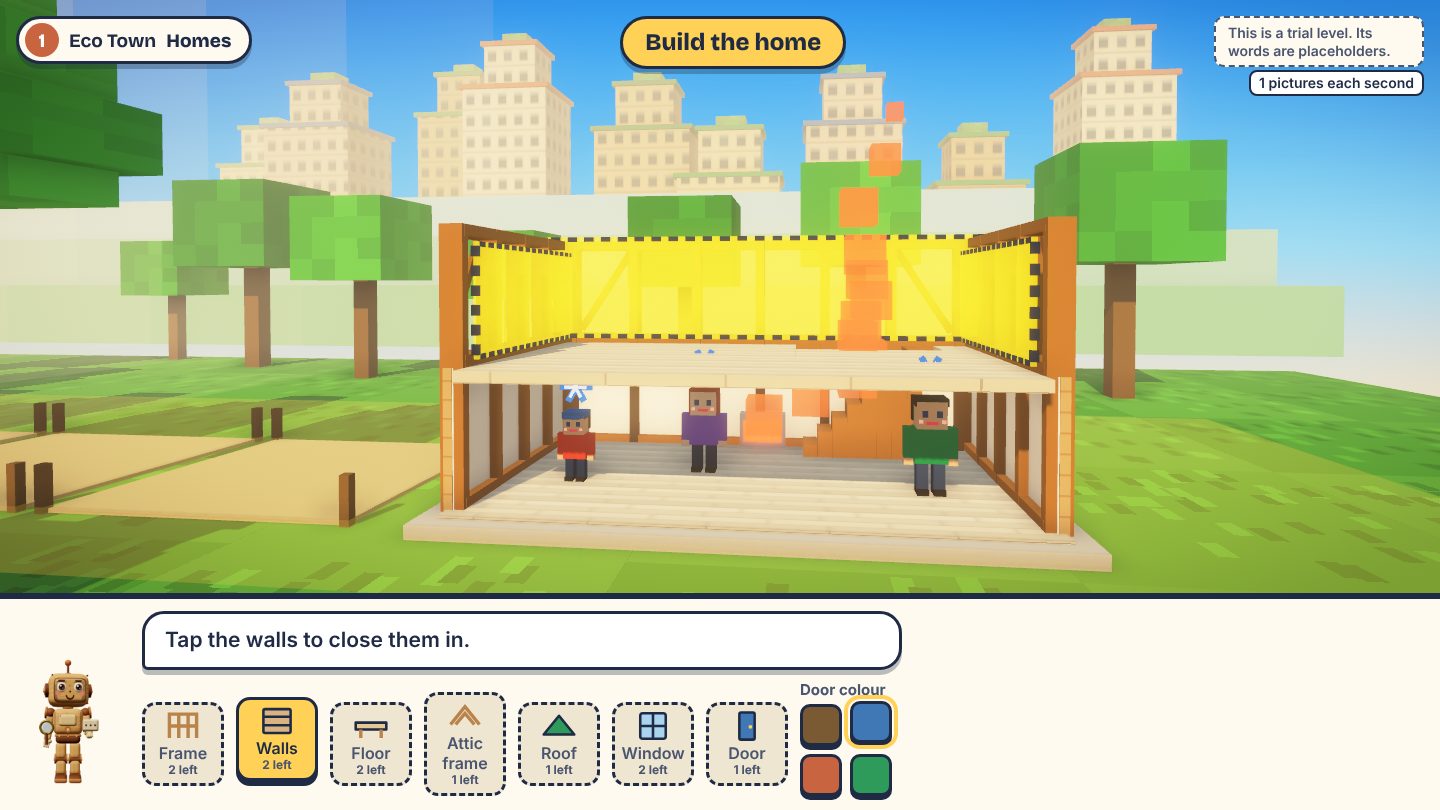 1 Eco Town Homes
Build the home
This is a trial level. Its
words are placeholders.
1 pictures each second
Tap the walls to close them in.
Door colour
Frame
2 left
Walls
2 left
Floor
2 left
Attic
frame
1 left
Roof
1 left
Window
2 left
Door
1 left